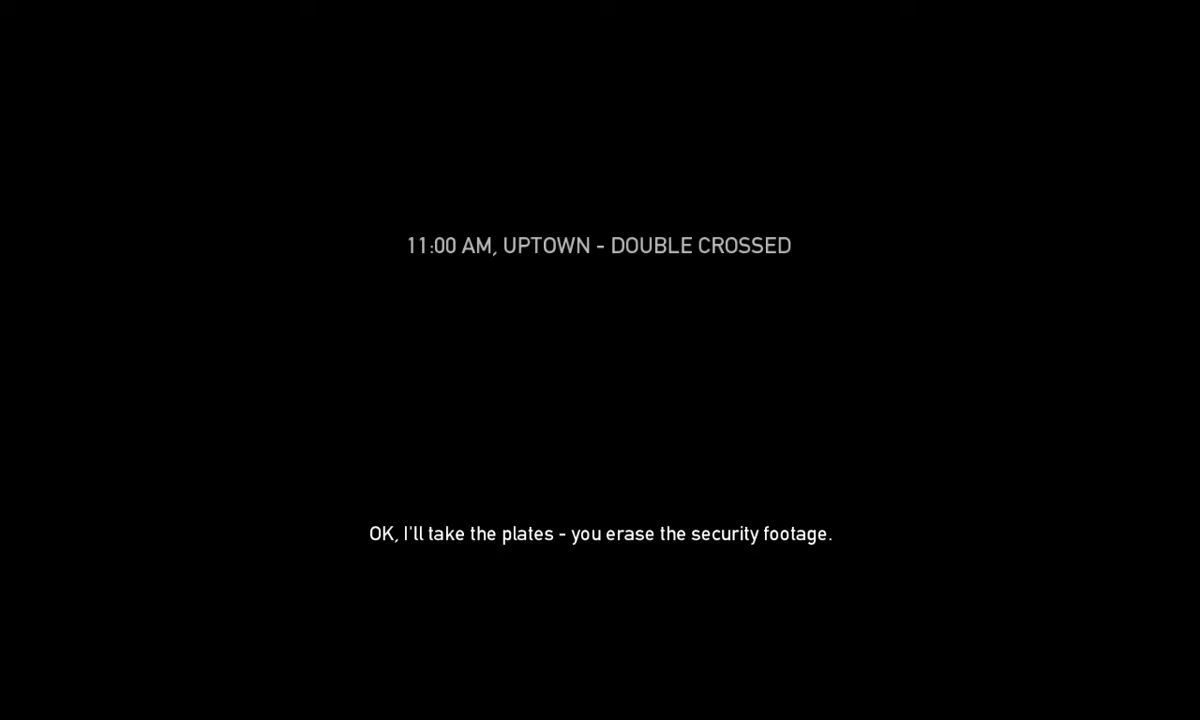 11:00 AM, UPTOWN - DOUBLE CROSSED
OK, I'll take the plates - you erase the security footage.